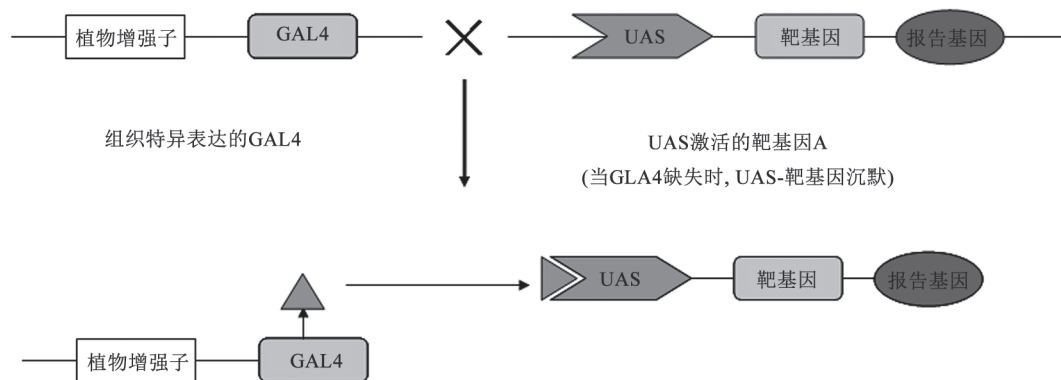 植物增强子 GAL4 UAS 靶基因 报告基因
组织特异表达的GAL4
UAS激活的靶基因A
(当GLA4缺失时, UAS-靶基因沉默)
UAS 靶基因 报告基因
植物增强子 GAL4